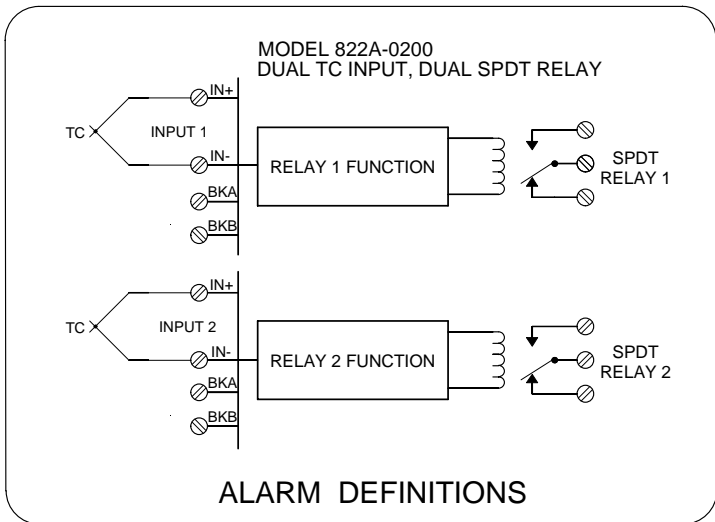 MODEL 822A-0200
DUAL TC INPUT, DUAL SPDT RELAY
IN+
TC
INPUT 1
IN-
RELAY 1 FUNCTION
SPDT
RELAY 1
BKA
BKB
IN+
TC
INPUT 2
IN-
RELAY 2 FUNCTION
SPDT
RELAY 2
BKA
BKB
ALARM DEFINITIONS